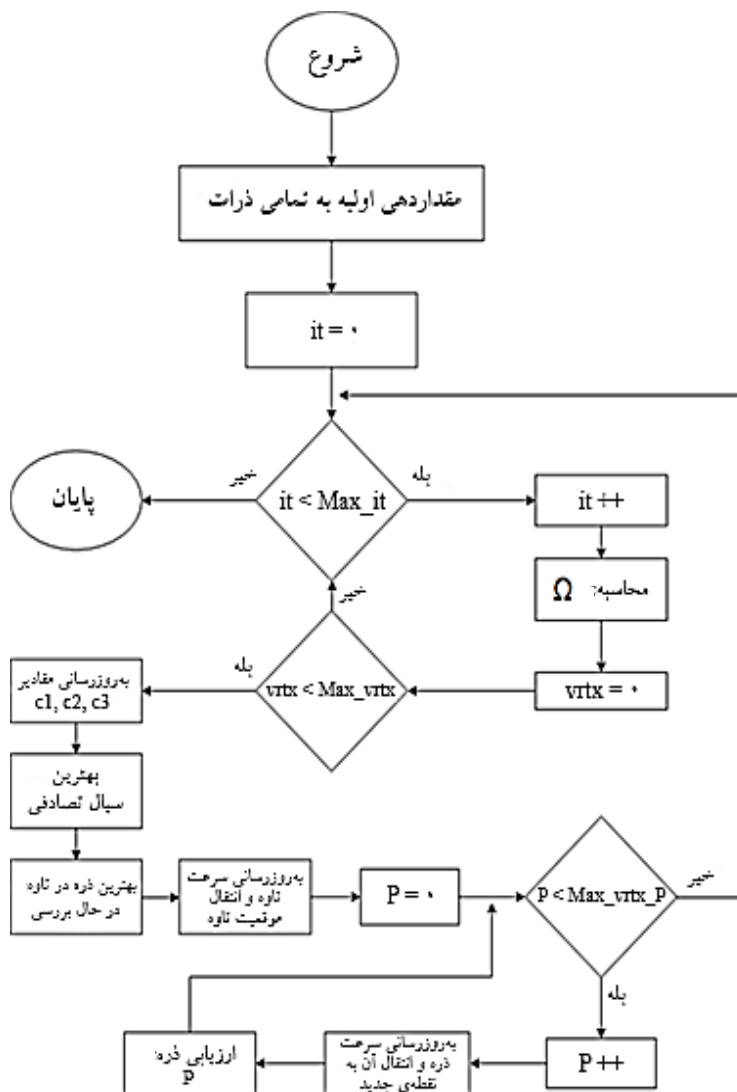 شروع
مقداردهی اولیه به تمامی ذرات
it = ۰
it < Max_it
خیر
بله
پایان
it ++
محاسبه: Ω
vrtx = ۰
خیر
vrtx < Max_vrtx
بله
به‌روزرسانی مقادیر
c1, c2, c3
بهترین
سیال تصادفی
بهترین ذره در تاوه
در حال بررسی
به‌روزرسانی سرعت
تاوه و انتقال
موقعیت تاوه
P = ۰
P < Max_vrtx_P
خیر
بله
P ++
به‌روزرسانی سرعت
ذره و انتقال آن به
نقطه‌ی جدید
ارزیابی ذره
P